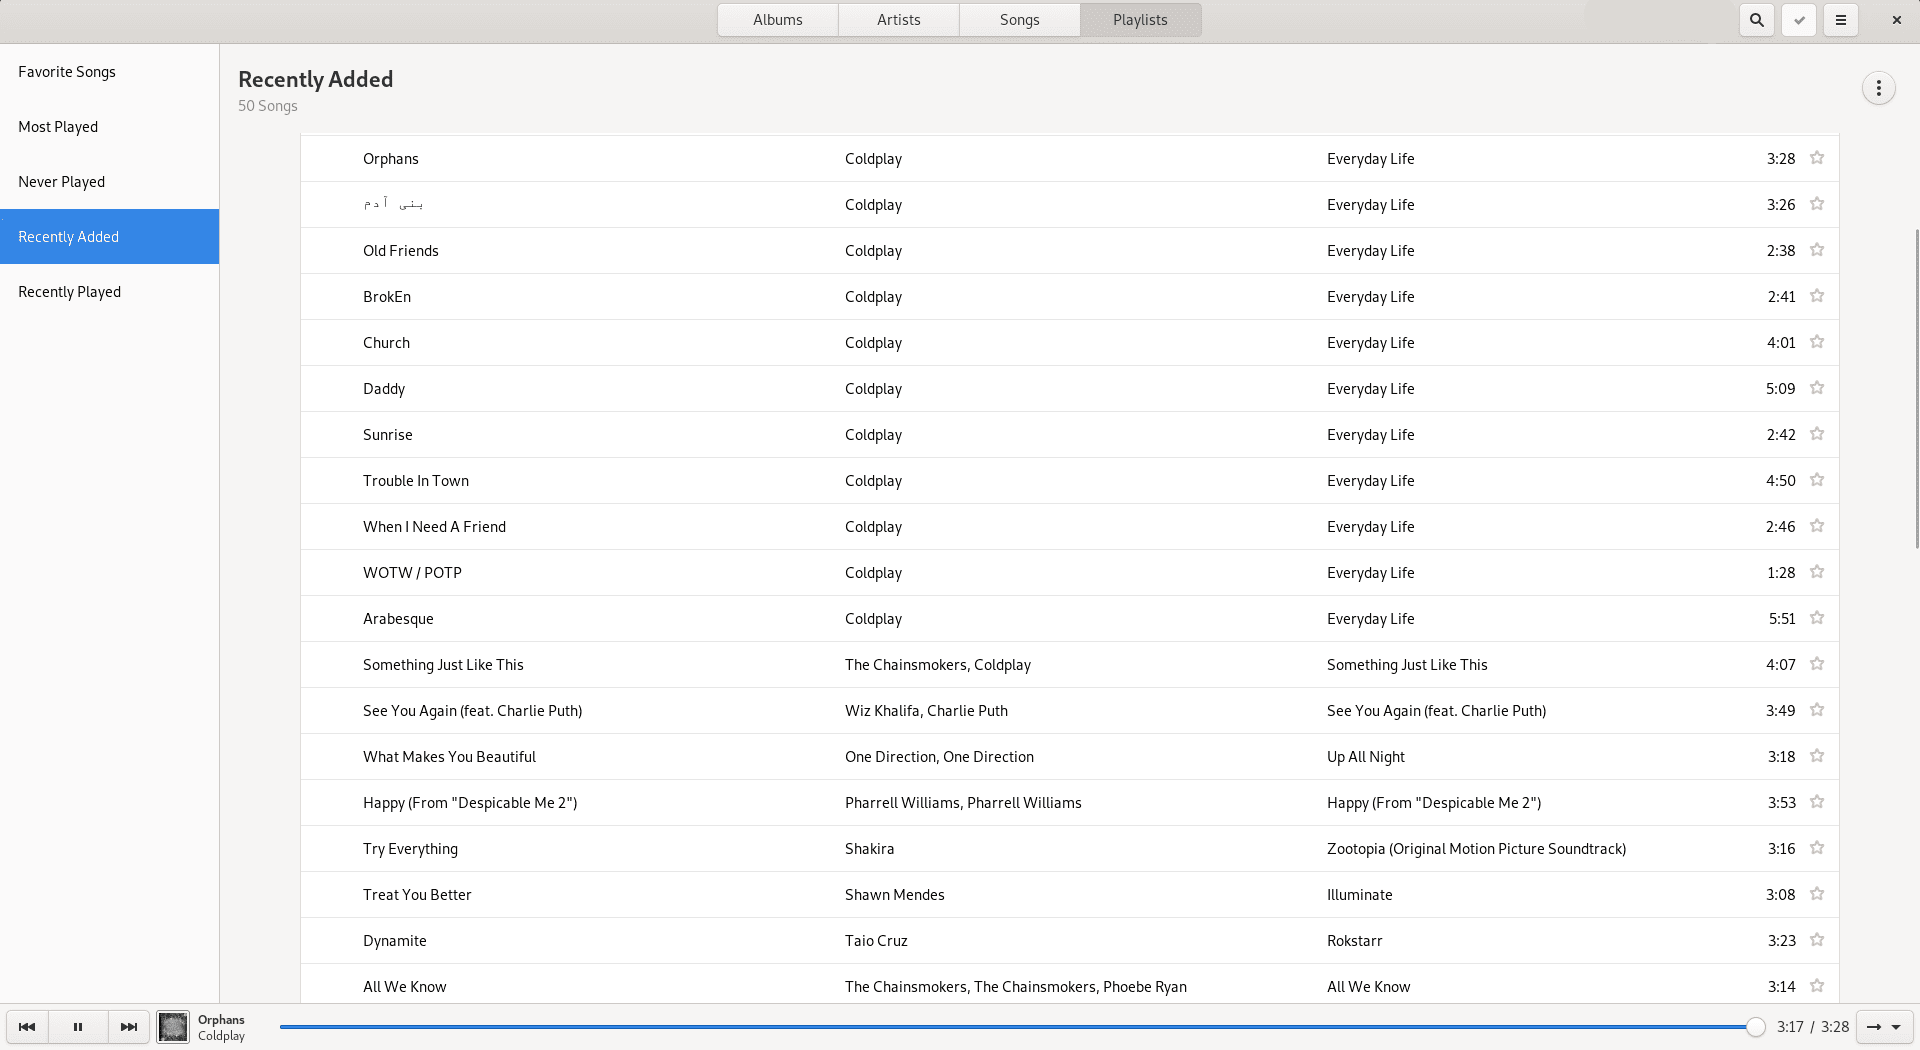 Albums Artists Songs Playlists
Favorite Songs
Most Played
Never Played
Recently Added
Recently Played
Recently Added
50 Songs
Orphans Coldplay Everyday Life 3:28
بنی آدم Coldplay Everyday Life 3:26
Old Friends Coldplay Everyday Life 2:38
BrokEn Coldplay Everyday Life 2:41
Church Coldplay Everyday Life 4:01
Daddy Coldplay Everyday Life 5:09
Sunrise Coldplay Everyday Life 2:42
Trouble In Town Coldplay Everyday Life 4:50
When I Need A Friend Coldplay Everyday Life 2:46
WOTW / POTP Coldplay Everyday Life 1:28
Arabesque Coldplay Everyday Life 5:51
Something Just Like This The Chainsmokers, Coldplay Something Just Like This 4:07
See You Again (feat. Charlie Puth) Wiz Khalifa, Charlie Puth See You Again (feat. Charlie Puth) 3:49
What Makes You Beautiful One Direction, One Direction Up All Night 3:18
Happy (From "Despicable Me 2") Pharrell Williams, Pharrell Williams Happy (From "Despicable Me 2") 3:53
Try Everything Shakira Zootopia (Original Motion Picture Soundtrack) 3:16
Treat You Better Shawn Mendes Illuminate 3:08
Dynamite Taio Cruz Rokstarr 3:23
All We Know The Chainsmokers, The Chainsmokers, Phoebe Ryan All We Know 3:14
Orphans
Coldplay
3:17 / 3:28